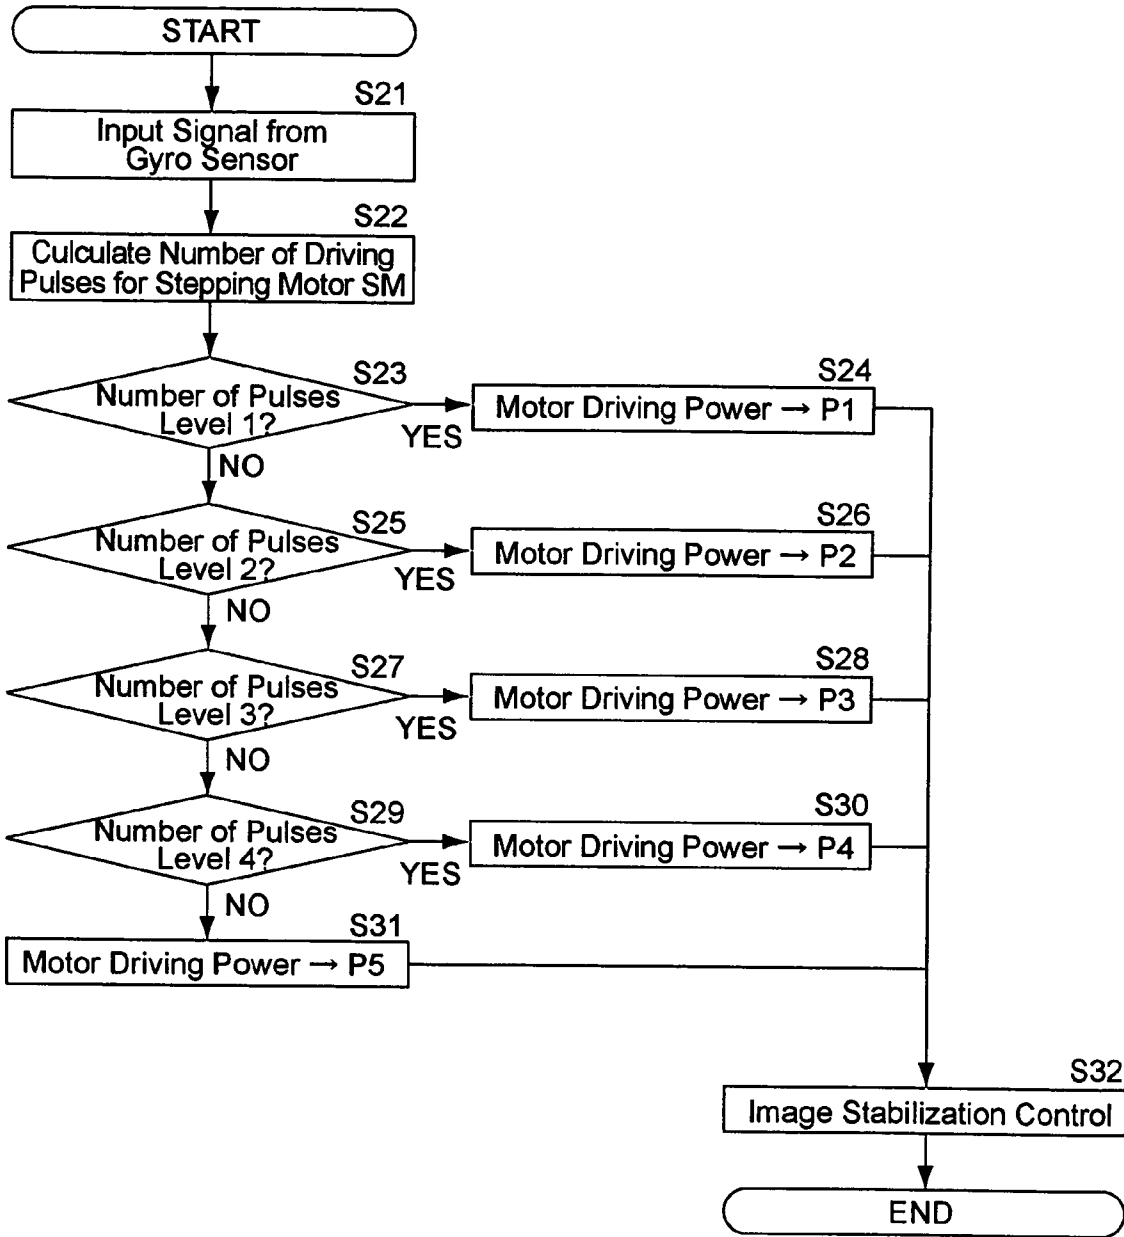 START
S21
Input Signal from
Gyro Sensor
S22
Culculate Number of Driving
Pulses for Stepping Motor SM
S23
Number of Pulses
Level 1?
YES
NO
S24
Motor Driving Power → P1
S25
Number of Pulses
Level 2?
YES
NO
S26
Motor Driving Power → P2
S27
Number of Pulses
Level 3?
YES
NO
S28
Motor Driving Power → P3
S29
Number of Pulses
Level 4?
YES
NO
S30
Motor Driving Power → P4
S31
Motor Driving Power → P5
S32
Image Stabilization Control
END